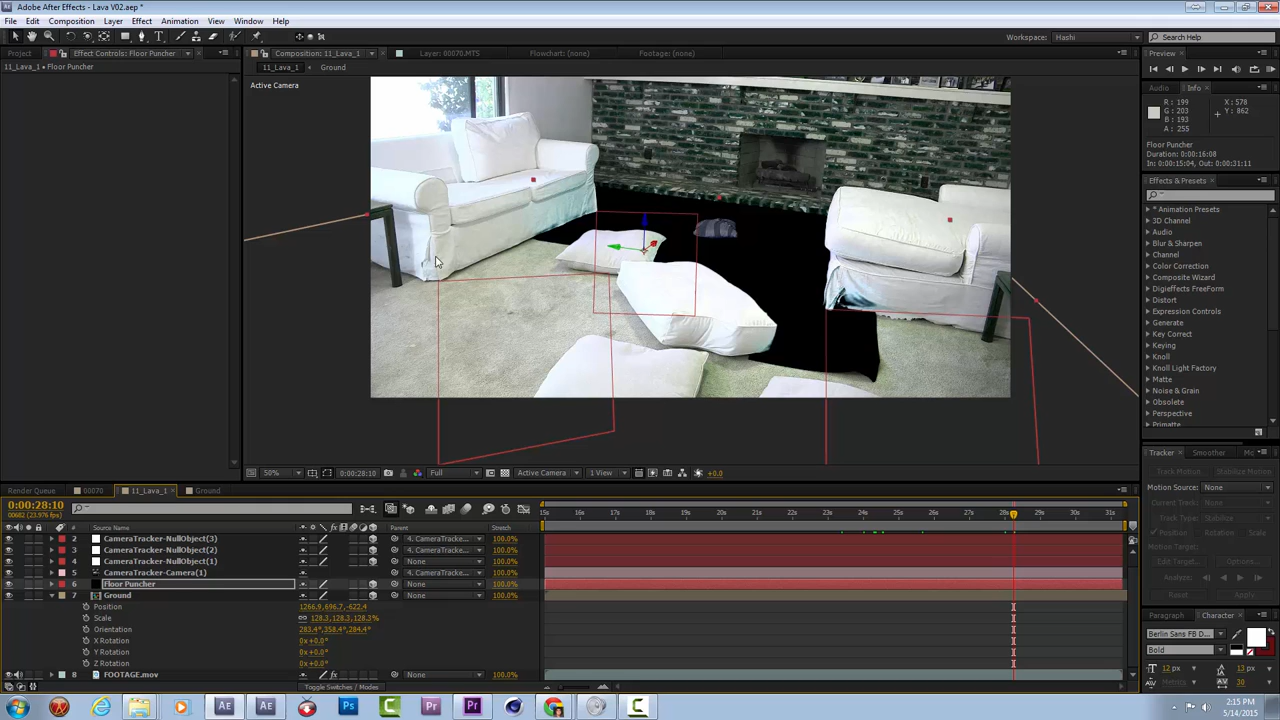 Adobe After Effects - Lava V02.aep *
File Edit Composition Layer Effect Animation View Window Help
Workspace: Hashi Search Help
Project Effect Controls: Floor Puncher
11_Lava_1 • Floor Puncher
Composition: 11_Lava_1 Layer: 00070.MTS Flowchart: (none) Footage: (none)
11_Lava_1 Ground
Active Camera
50% 0:00:28:10 Full Active Camera 1 View +0.0
Preview
Audio Info
R : 199
G : 203
B : 193
A : 255
X : 578
Y : 862
Floor Puncher
Duration: 0:00:16:08
In: 0:00:15:04, Out: 0:00:31:11
Effects & Presets
* Animation Presets
3D Channel
Audio
Blur & Sharpen
Channel
Color Correction
Composite Wizard
Digieffects FreeForm
Distort
Expression Controls
Generate
Key Correct
Keying
Knoll
Knoll Light Factory
Matte
Noise & Grain
Obsolete
Perspective
Primatte
Tracker Smoother Mc
Track Motion Stabilize Motion
Motion Source: None
Current Track: None
Track Type: Stabilize
Position Rotation Scale
Motion Target:
Edit Target... Options...
Analyze:
Reset Apply
Paragraph Character
Berlin Sans FB D...
Bold
12 px 13 px
Metrics 30
Render Queue 00070 11_Lava_1 Ground
0:00:28:10
00682 (23.976 fps)
# Source Name Parent Stretch
15s 16s 17s 18s 19s 20s 21s 22s 23s 24s 25s 26s 27s 28s 29s 30s 31s
2 CameraTracker-NullObject(3) 4. CameraTracke... 100.0%
3 CameraTracker-NullObject(2) 4. CameraTracke... 100.0%
4 CameraTracker-NullObject(1) None 100.0%
5 CameraTracker-Camera(1) 4. CameraTracke... 100.0%
6 Floor Puncher None 100.0%
7 Ground None 100.0%
Position 1266.9,696.7,-622.4
Scale 128.3,128.3,128.3%
Orientation 283.4°,358.4°,284.4°
X Rotation 0x+0.0°
Y Rotation 0x+0.0°
Z Rotation 0x+0.0°
8 FOOTAGE.mov None 100.0%
Toggle Switches / Modes
2:15 PM
5/14/2015